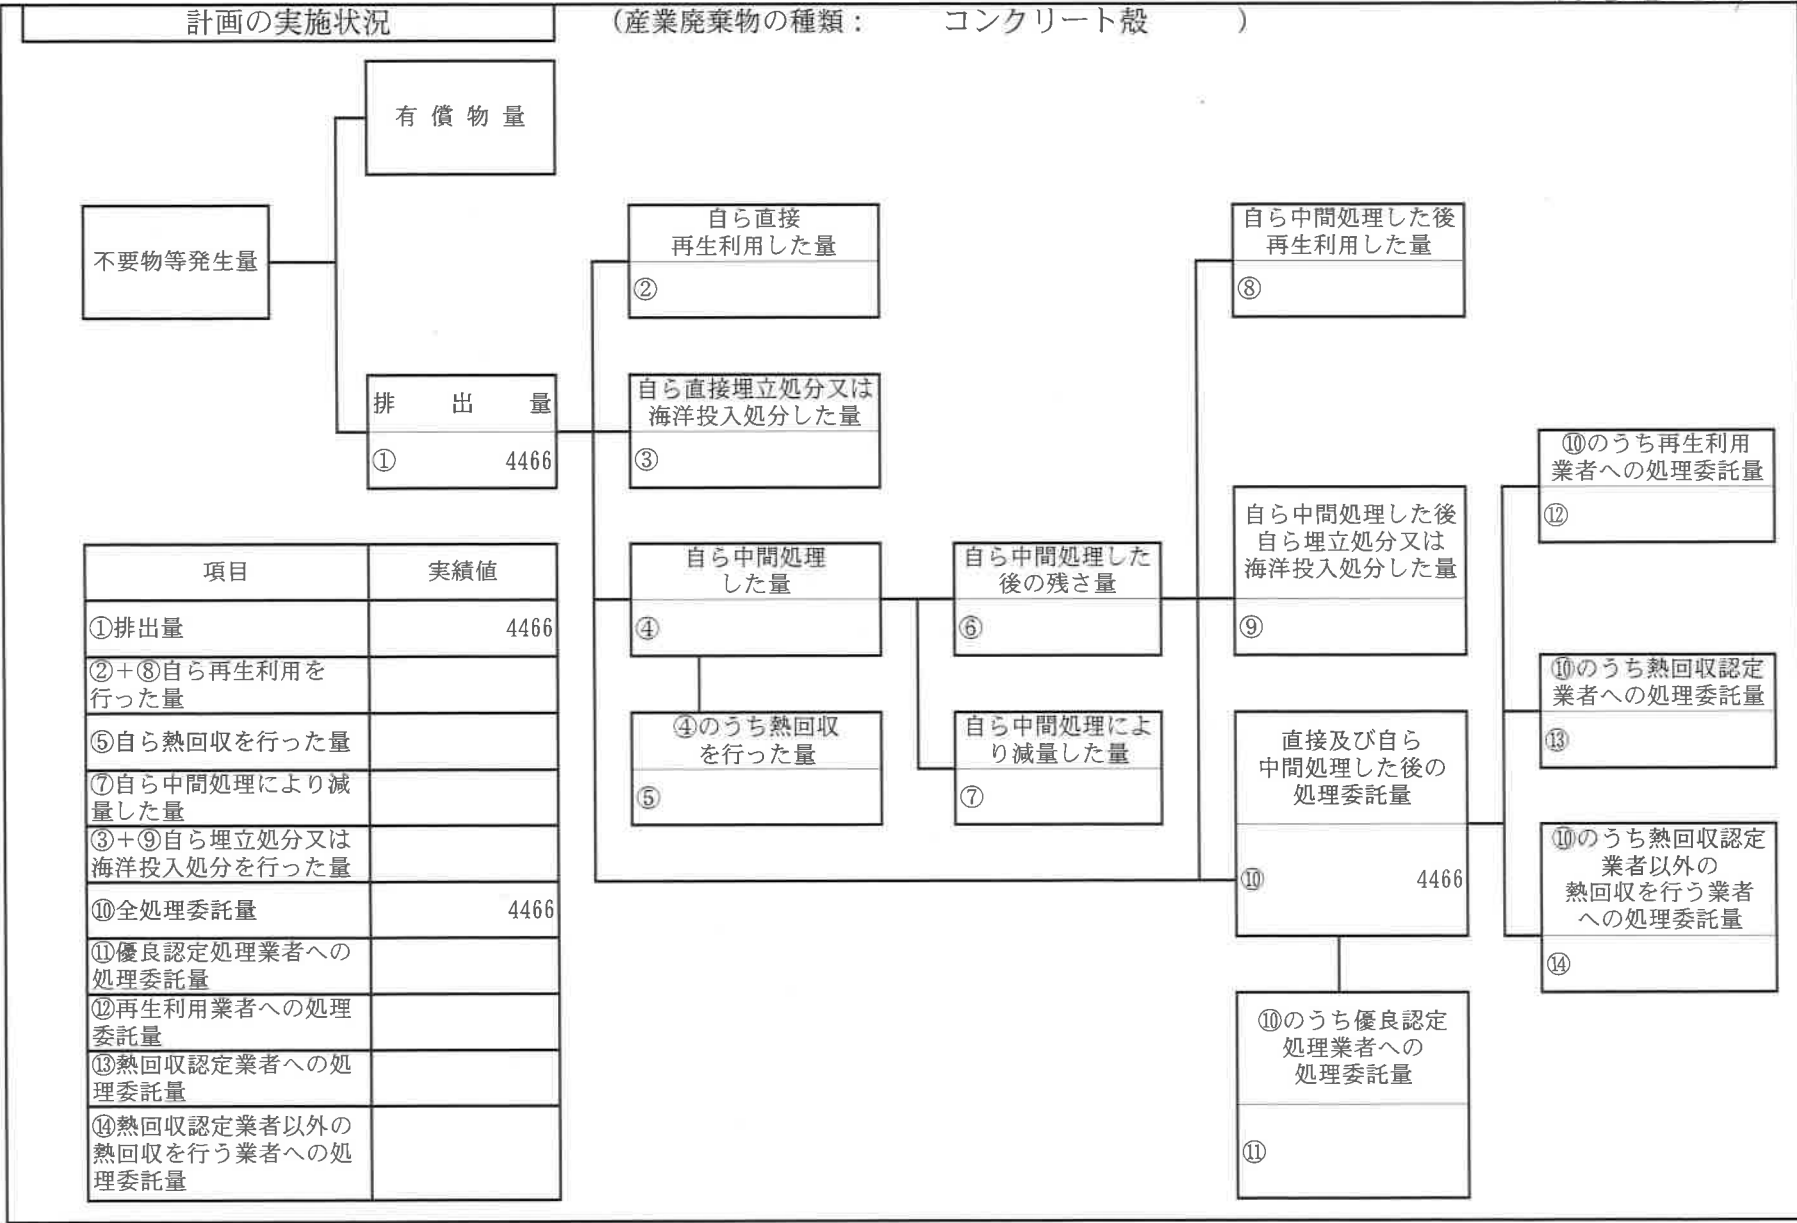 計画の実施状況
(産業廃棄物の種類： コンクリート殻 )
有償物量
不要物等発生量
排出量
① 4466
自ら直接
再生利用した量
②
自ら直接埋立処分又は
海洋投入処分した量
③
自ら中間処理
した量
④
④のうち熱回収
を行った量
⑤
自ら中間処理した
後の残さ量
⑥
自ら中間処理によ
り減量した量
⑦
自ら中間処理した後
再生利用した量
⑧
自ら中間処理した後
自ら埋立処分又は
海洋投入処分した量
⑨
直接及び自ら
中間処理した後の
処理委託量
⑩ 4466
⑩のうち優良認定
処理業者への
処理委託量
⑪
⑩のうち再生利用
業者への処理委託量
⑫
⑩のうち熱回収認定
業者への処理委託量
⑬
⑩のうち熱回収認定
業者以外の
熱回収を行う業者
への処理委託量
⑭
項目 実績値
①排出量 4466
②＋⑧自ら再生利用を
行った量
⑤自ら熱回収を行った量
⑦自ら中間処理により減
量した量
③＋⑨自ら埋立処分又は
海洋投入処分を行った量
⑩全処理委託量 4466
⑪優良認定処理業者への
処理委託量
⑫再生利用業者への処理
委託量
⑬熱回収認定業者への処
理委託量
⑭熱回収認定業者以外の
熱回収を行う業者への処
理委託量